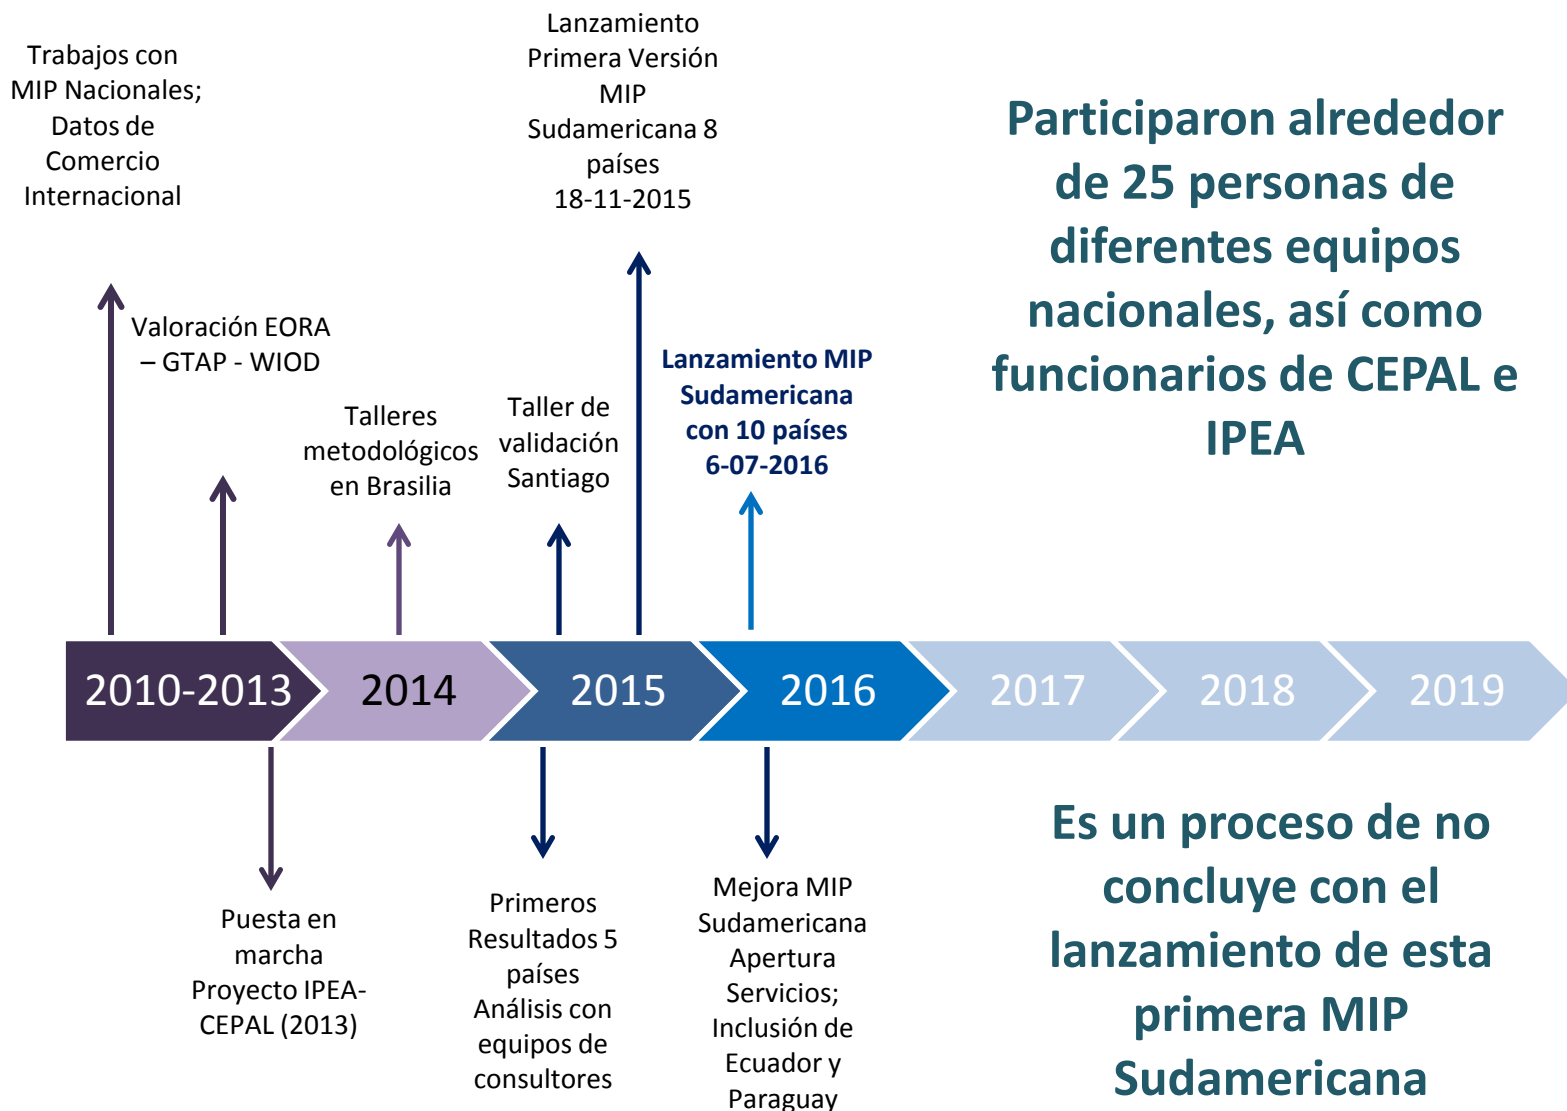 Trabajos con
MIP Nacionales;
Datos de
Comercio
Internacional
Valoración EORA
– GTAP - WIOD
Talleres
metodológicos
en Brasilia
Taller de
validación
Santiago
Lanzamiento
Primera Versión
MIP
Sudamericana 8
países
18-11-2015
Lanzamiento MIP
Sudamericana
con 10 países
6-07-2016
Participaron alrededor
de 25 personas de
diferentes equipos
nacionales, así como
funcionarios de CEPAL e
IPEA
2010-2013
2014
2015
2016
2017
2018
2019
Puesta en
marcha
Proyecto IPEA-
CEPAL (2013)
Primeros
Resultados 5
países
Análisis con
equipos de
consultores
Mejora MIP
Sudamericana
Apertura
Servicios;
Inclusión de
Ecuador y
Paraguay
Es un proceso de no
concluye con el
lanzamiento de esta
primera MIP
Sudamericana